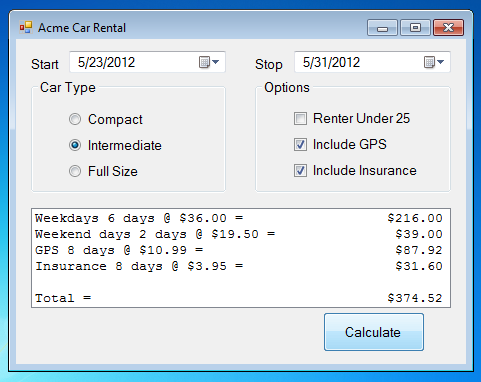 Acme Car Rental
Start 5/23/2012 Stop 5/31/2012
Car Type
Compact
Intermediate
Full Size
Options
Renter Under 25
Include GPS
Include Insurance
Weekdays 6 days @ $36.00 = $216.00
Weekend days 2 days @ $19.50 = $39.00
GPS 8 days @ $10.99 = $87.92
Insurance 8 days @ $3.95 = $31.60
Total = $374.52
Calculate